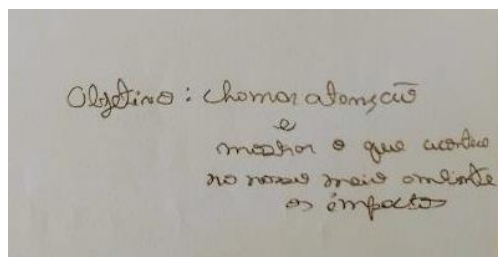 Objetivo : chamar atenção
e
mostrar o que acontece
no nosso meio ambiente
os impactos